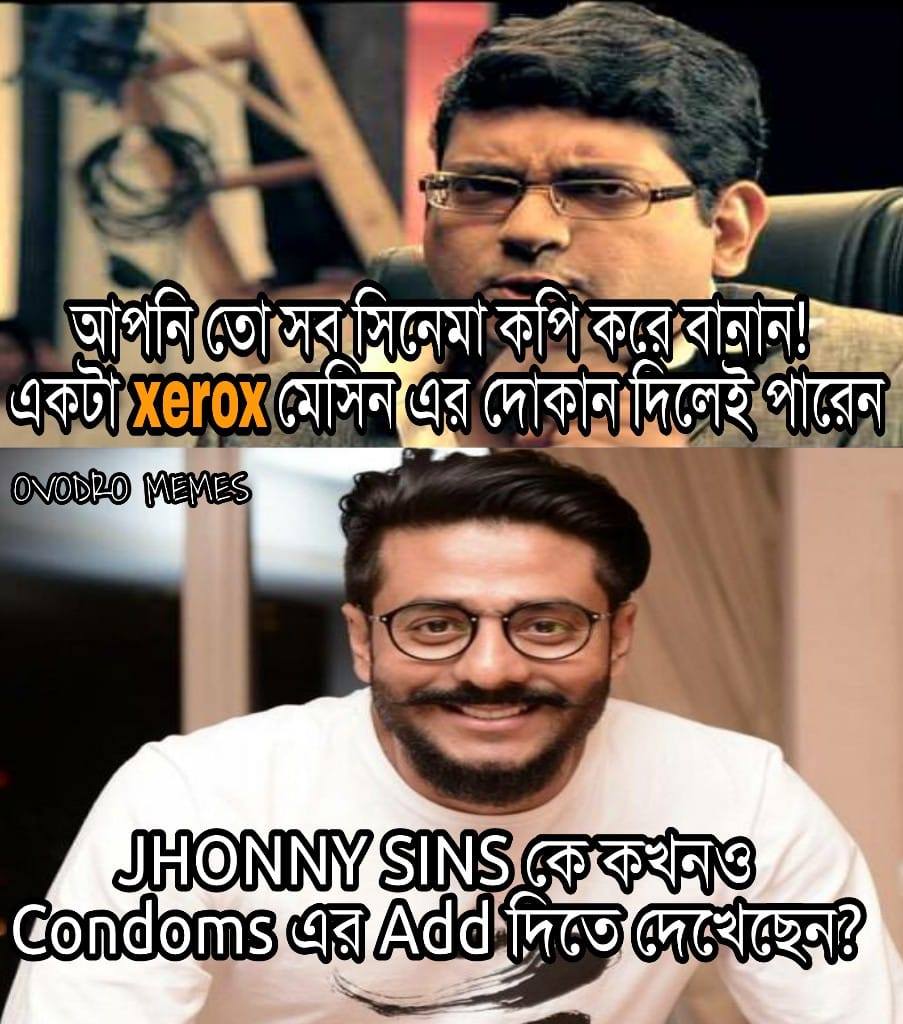 আপনি তো সব সিনেমা কপি করে বানান!
একটা xerox মেসিন এর দোকান দিলেই পারেন
OVODRO MEMES
JHONNY SINS কে কখনও
Condoms এর Add দিতে দেখেছেন?